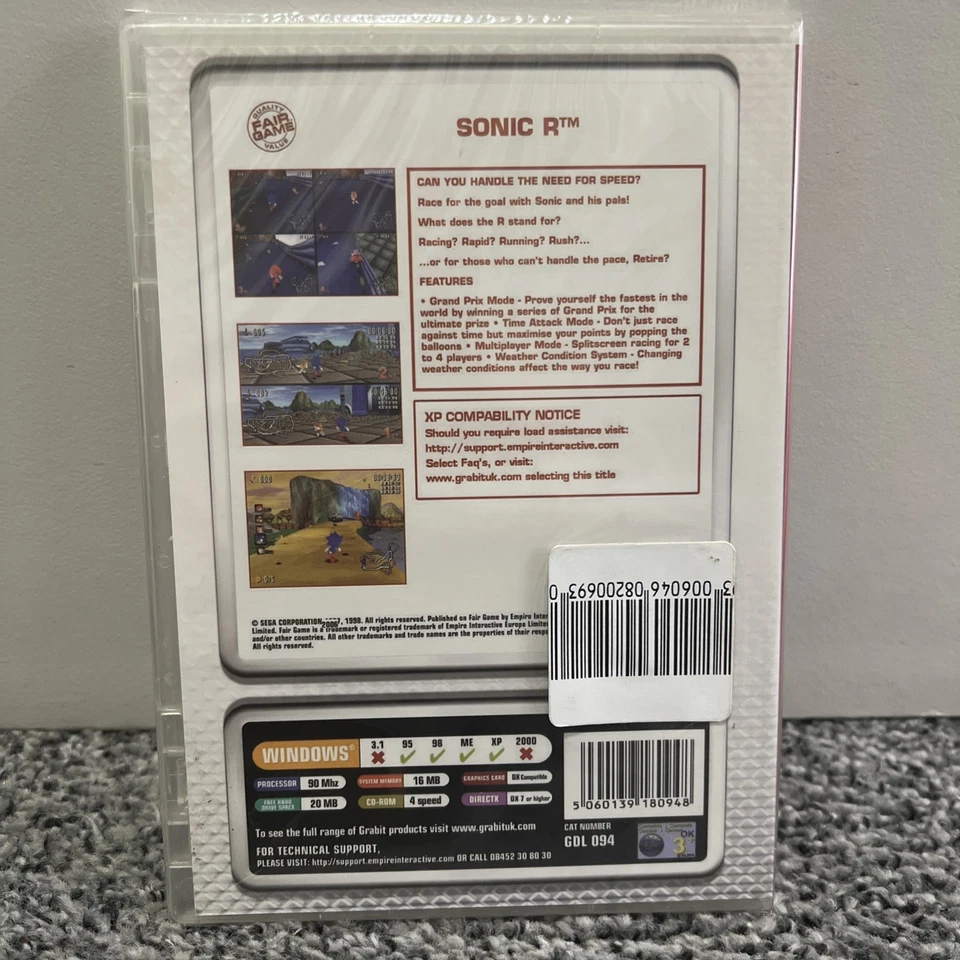 QUALITY
FAIR
GAME
VALUE
SONIC R™
CAN YOU HANDLE THE NEED FOR SPEED?
Race for the goal with Sonic and his pals!
What does the R stand for?
Racing? Rapid? Running? Rush?...
...or for those who can't handle the pace, Retire?
FEATURES
• Grand Prix Mode - Prove yourself the fastest in the
world by winning a series of Grand Prix for the
ultimate prize • Time Attack Mode - Don't just race
against time but maximise your points by popping the
balloons • Multiplayer Mode - Splitscreen racing for 2
to 4 players • Weather Condition System - Changing
weather conditions affect the way you race!
XP COMPABILITY NOTICE
Should you require load assistance visit:
http://support.empireinteractive.com
Select Faq's, or visit:
www.grabituk.com selecting this title
© SEGA CORPORATION, 1998. All rights reserved. Published on Fair Game by Empire
2006
Limited. Fair Game is a trademark or registered trademark of Empire Interactive Europe
and/or other countries. All other trademarks and trade names are the properties of their
All rights reserved.
006046 08200693 0
WINDOWS®
3.1 95 98 ME XP 2000
PROCESSOR 90 Mhz SYSTEM MEMORY 16 MB GRAPHICS CARD DX Compatible
FREE HARD DRIVE SPACE 20 MB CD-ROM 4 speed DIRECTX DX 7 or higher
5 060139 180948
To see the full range of Grabit products visit www.grabituk.com
FOR TECHNICAL SUPPORT,
PLEASE VISIT: http://support.empireinteractive.com OR CALL 08452 30 80 30
CAT NUMBER
GDL 094
OK
3